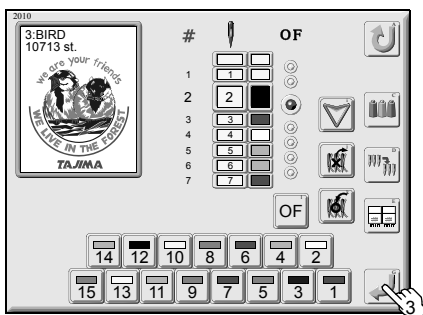 2010
3:BIRD
10713 st.
we are your friends
WE LIVE IN THE FOREST
TAJIMA
# OF
1 1
2 2
3 3
4 4
5 5
6 6
7 7
OF
14 12 10 8 6 4 2
15 13 11 9 7 5 3 1
3